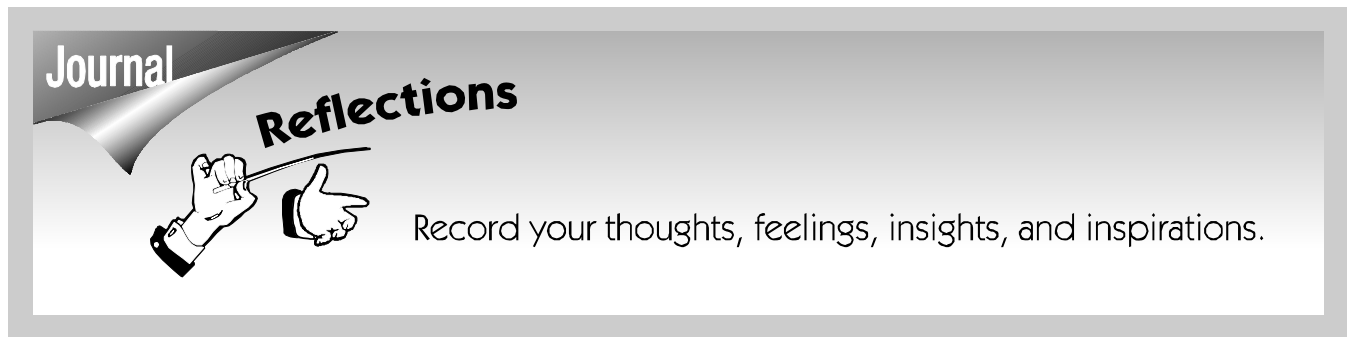 Journal
Reflections
Record your thoughts, feelings, insights, and inspirations.